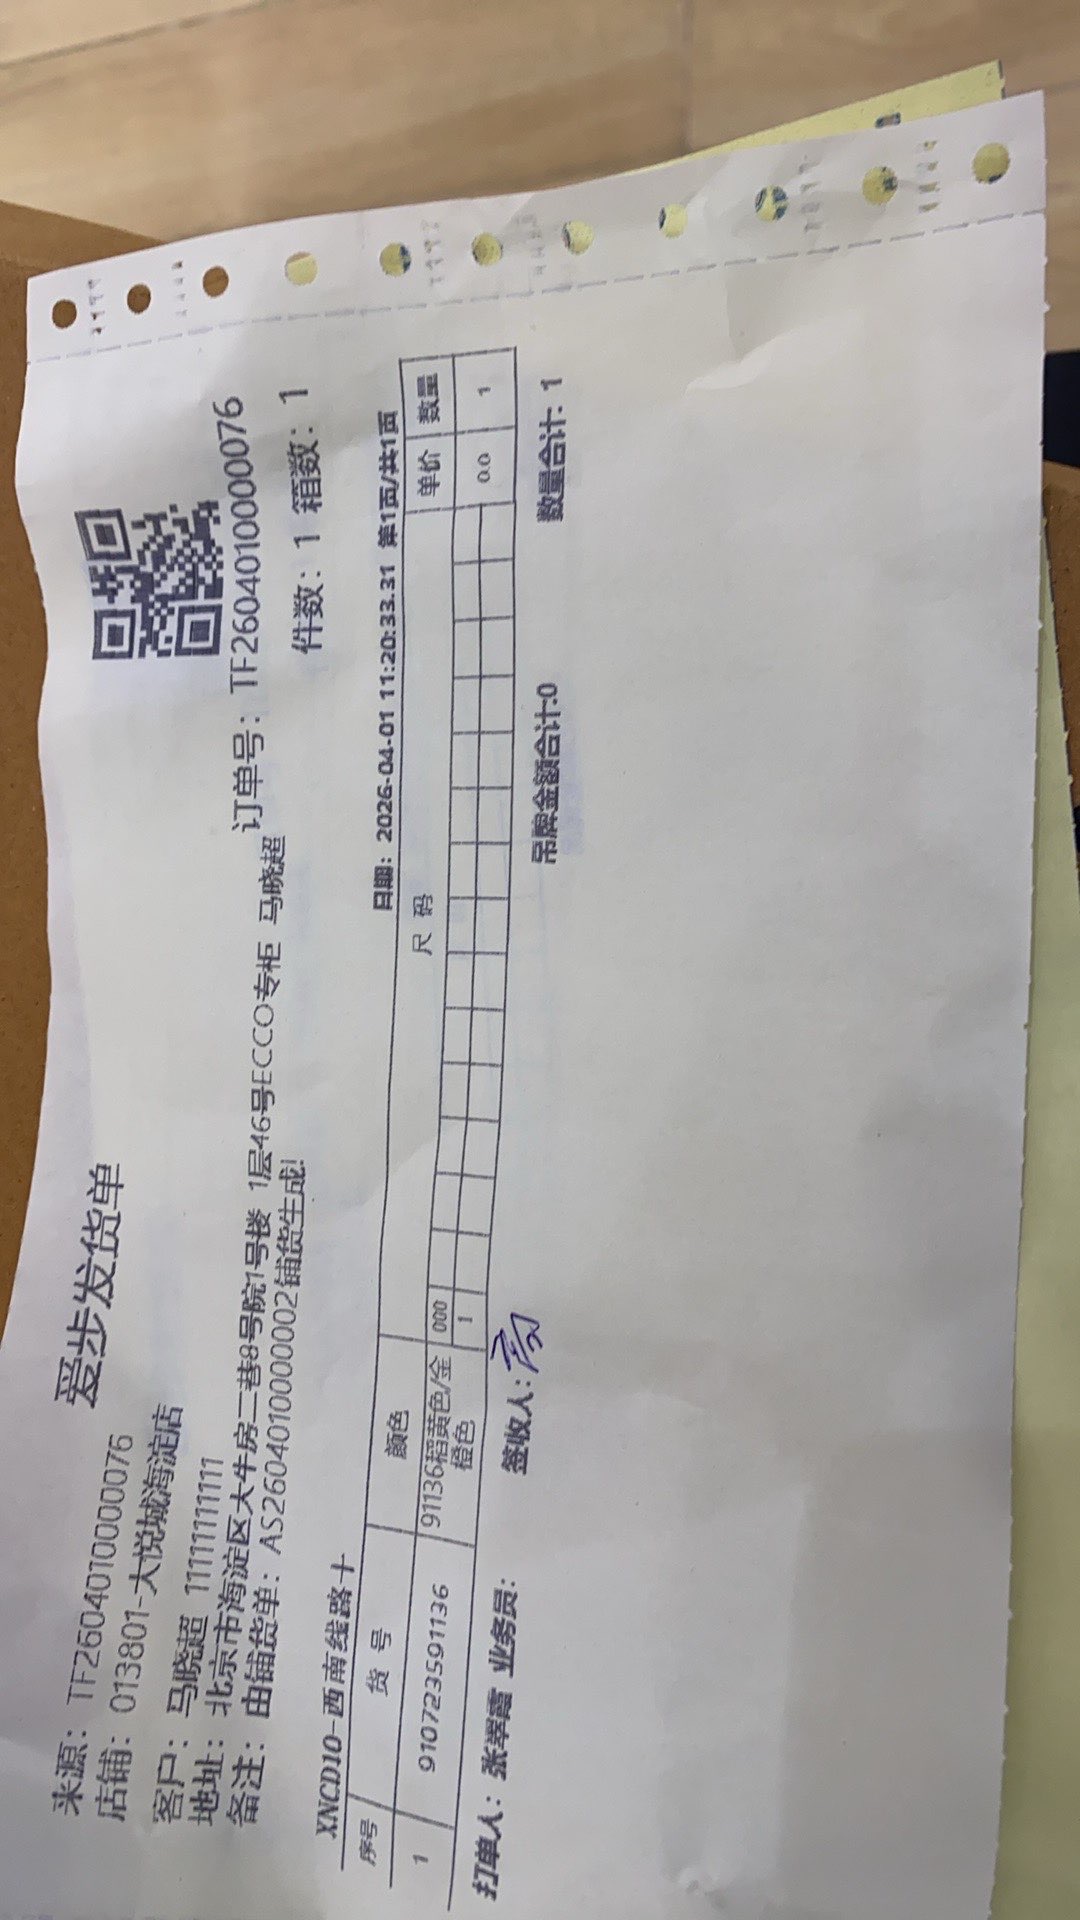 爱步发货单
来源：TF260401000076
店铺：013801-大悦城海淀店
客户：马晓超 11111111111
地址：北京市海淀区大牛房二巷8号院1号楼 1层46号ECCO专柜 马晓超
订单号：TF260401000076
备注：由铺货单：AS260401000002铺货生成!
件数：1 箱数：1
XNCD10-西南线路十
日期：2026-04-01 11:20:33.31 第1页/共1页
序号 货号 颜色 尺码 单价 数量
000
1 910723591136 91136稻黄色/金橙色 1 0.0 1
打单人：张翠霞 业务员： 签收人： 吊牌金额合计:0 数量合计：1